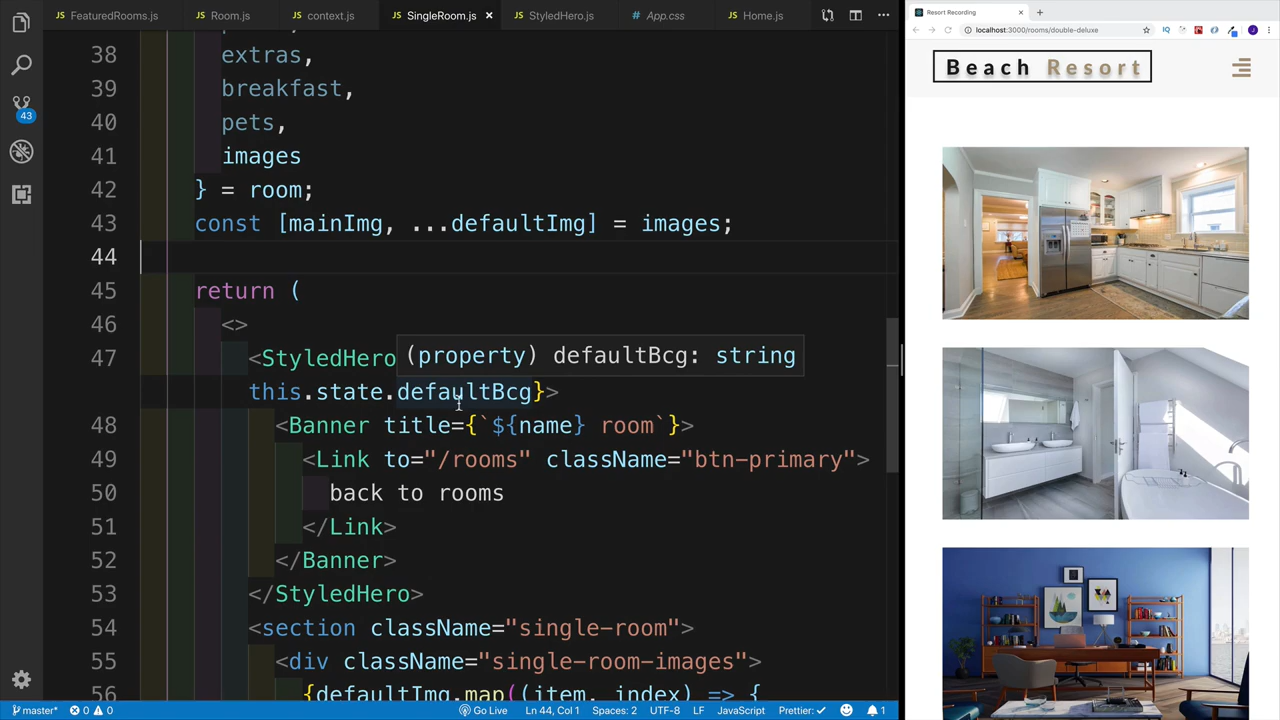 FeaturedRooms.js
SingleRoom.js ×
StyledHero.js
App.css
Home.js
Resort Recording ×
localhost:3000/rooms/double-deluxe
Beach Resort
38 extras,
39 breakfast,
40 pets,
41 images
42 } = room;
43 const [mainImg, ...defaultImg] = images;
44
45 return (
46 <>
47 <StyledHero
(property) defaultBcg: string
this.state.defaultBcg}>
48 <Banner title={`${name} room`}>
49 <Link to="/rooms" className="btn-primary">
50 back to rooms
51 </Link>
52 </Banner>
53 </StyledHero>
54 <section className="single-room">
55 <div className="single-room-images">
56 {defaultImg.map((item, index) => {
43
master* 0 0
Go Live
Ln 44, Col 1
Spaces: 2
UTF-8
LF
JavaScript
Prettier: ✓
1